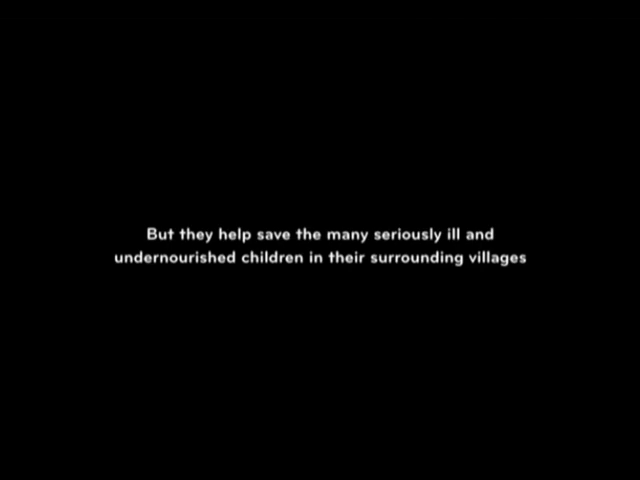 But they help save the many seriously ill and
undernourished children in their surrounding villages